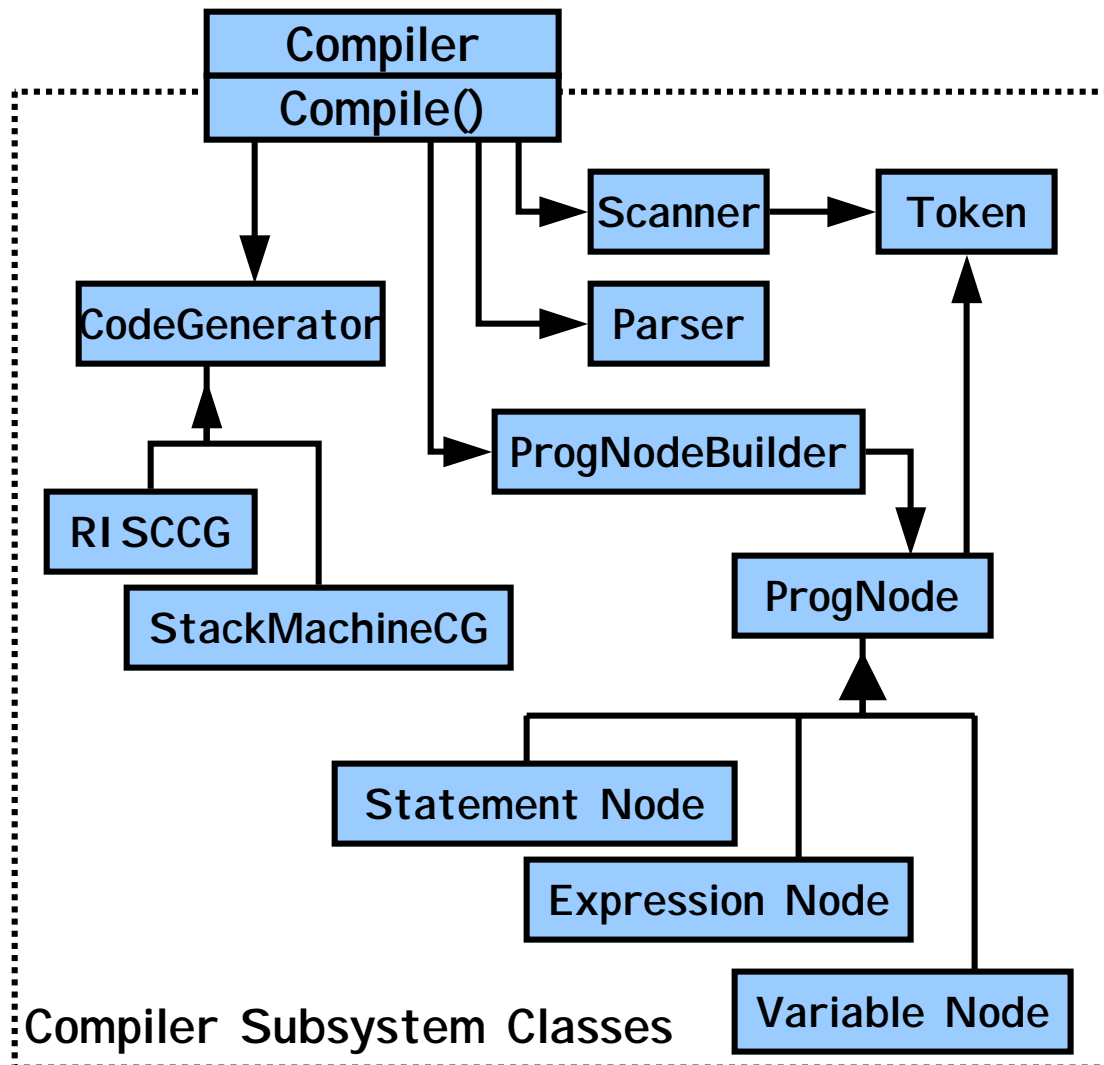 Compiler
Compile()
Scanner
Token
CodeGenerator
Parser
ProgNodeBuilder
RISCCG
ProgNode
StackMachineCG
Statement Node
Expression Node
Variable Node
Compiler Subsystem Classes